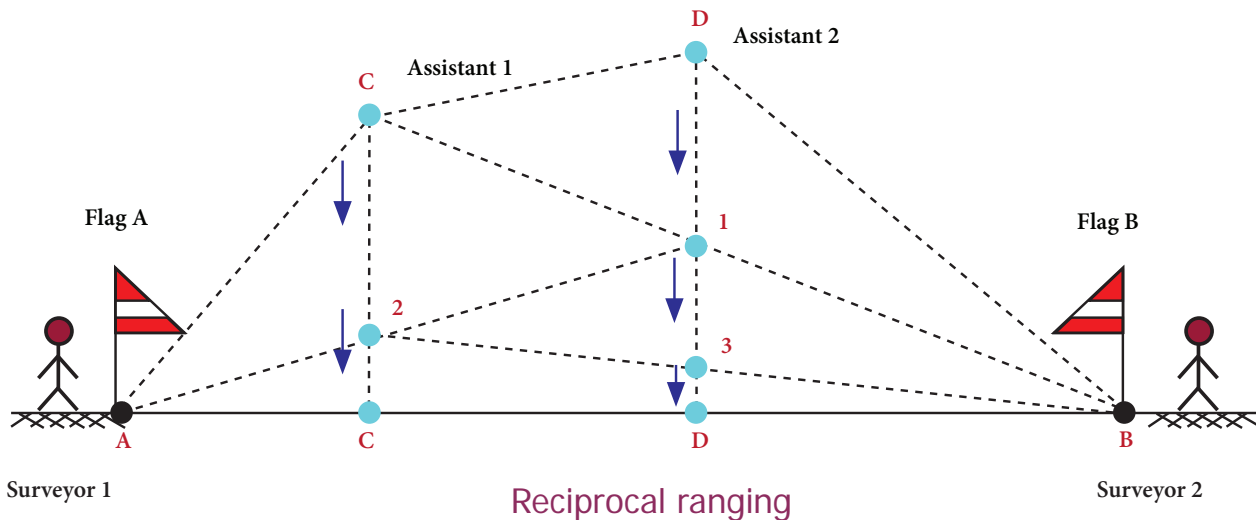 D
Assistant 2
Assistant 1
C
Flag A
1
Flag B
2
3
A
C
D
B
Surveyor 1
Surveyor 2
Reciprocal ranging